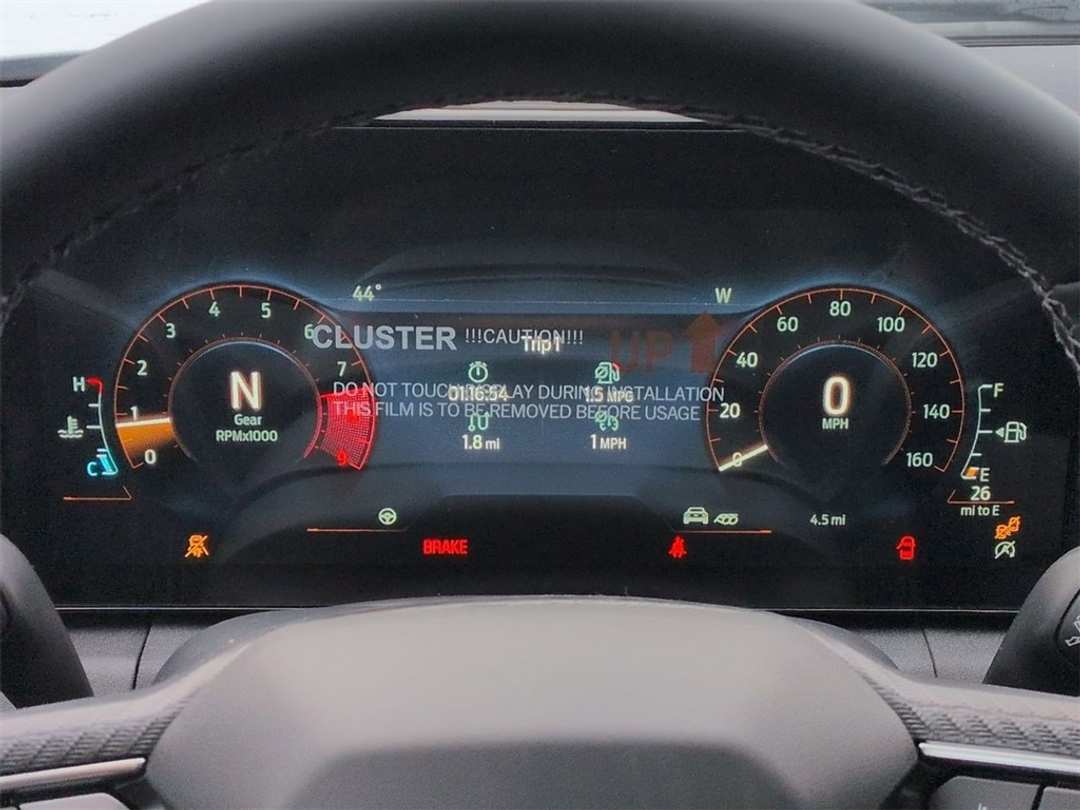 44°
W
CLUSTER !!!CAUTION!!! UP
Trip 1
DO NOT TOUCH DISPLAY DURING INSTALLATION
THIS FILM IS TO BE REMOVED BEFORE USAGE
01:16:54
1.5 MPG
1.8 mi
1 MPH
H
C
0
1
2
3
4
5
6
7
9
N
Gear
RPMx1000
0
20
40
60
80
100
120
140
160
0
MPH
F
E
26
mi to E
4.5 mi
BRAKE